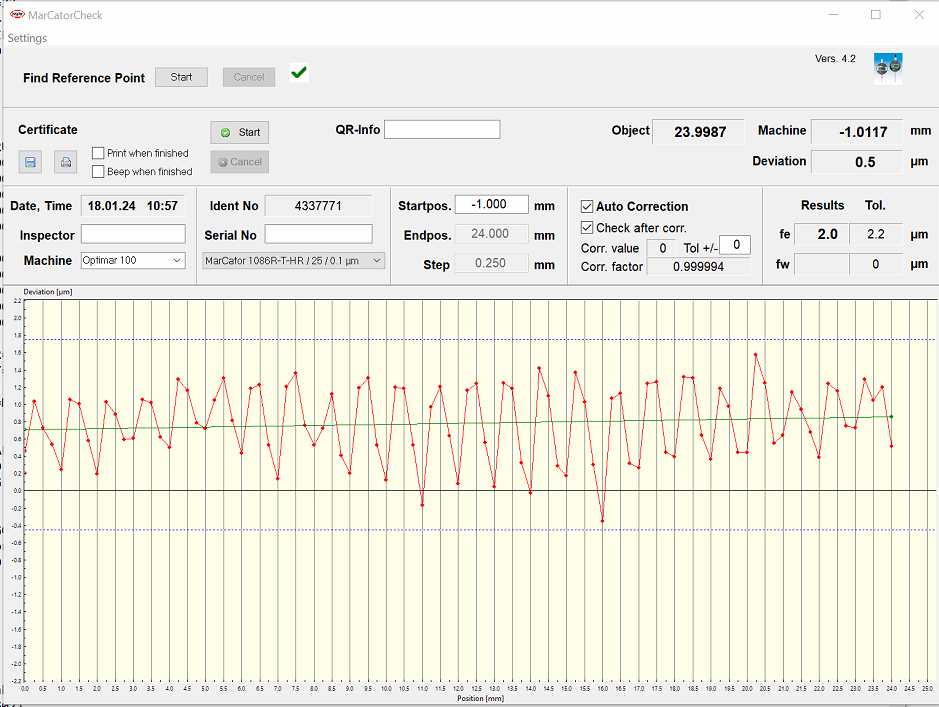 MarCatorCheck
Settings
Find Reference Point Start Cancel
Vers. 4.2
Certificate
Start
QR-Info
Object 23.9987 Machine -1.0117 mm
Print when finished
Beep when finished
Cancel
Deviation 0.5 µm
Date, Time 18.01.24 10:57
Inspector
Machine Optimar 100
Ident No 4337771
Serial No
MarCator 1086R-T-HR / 25 / 0.1 µm
Startpos. -1.000 mm
Endpos. 24.000 mm
Step 0.250 mm
Auto Correction
Check after corr.
Corr. value 0 Tol +/- 0
Corr. factor 0.999994
Results Tol.
fe 2.0 2.2 µm
fw 0 µm
Deviation [µm]
2.2
2.0
1.8
1.6
1.4
1.2
1.0
0.8
0.6
0.4
0.2
0.0
-0.2
-0.4
-0.6
-0.8
-1.0
-1.2
-1.4
-1.6
-1.8
-2.0
-2.2
0.0 0.5 1.0 1.5 2.0 2.5 3.0 3.5 4.0 4.5 5.0 5.5 6.0 6.5 7.0 7.5 8.0 8.5 9.0 9.5 10.0 10.5 11.0 11.5 12.0 12.5 13.0 13.5 14.0 14.5 15.0 15.5 16.0 16.5 17.0 17.5 18.0 18.5 19.0 19.5 20.0 20.5 21.0 21.5 22.0 22.5 23.0 23.5 24.0 24.5 25.0
Position [mm]